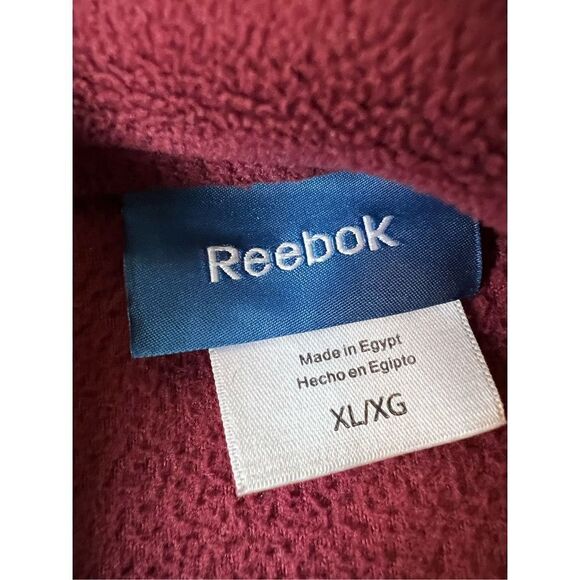 Reebok
Made in Egypt
Hecho en Egipto
XL/XG